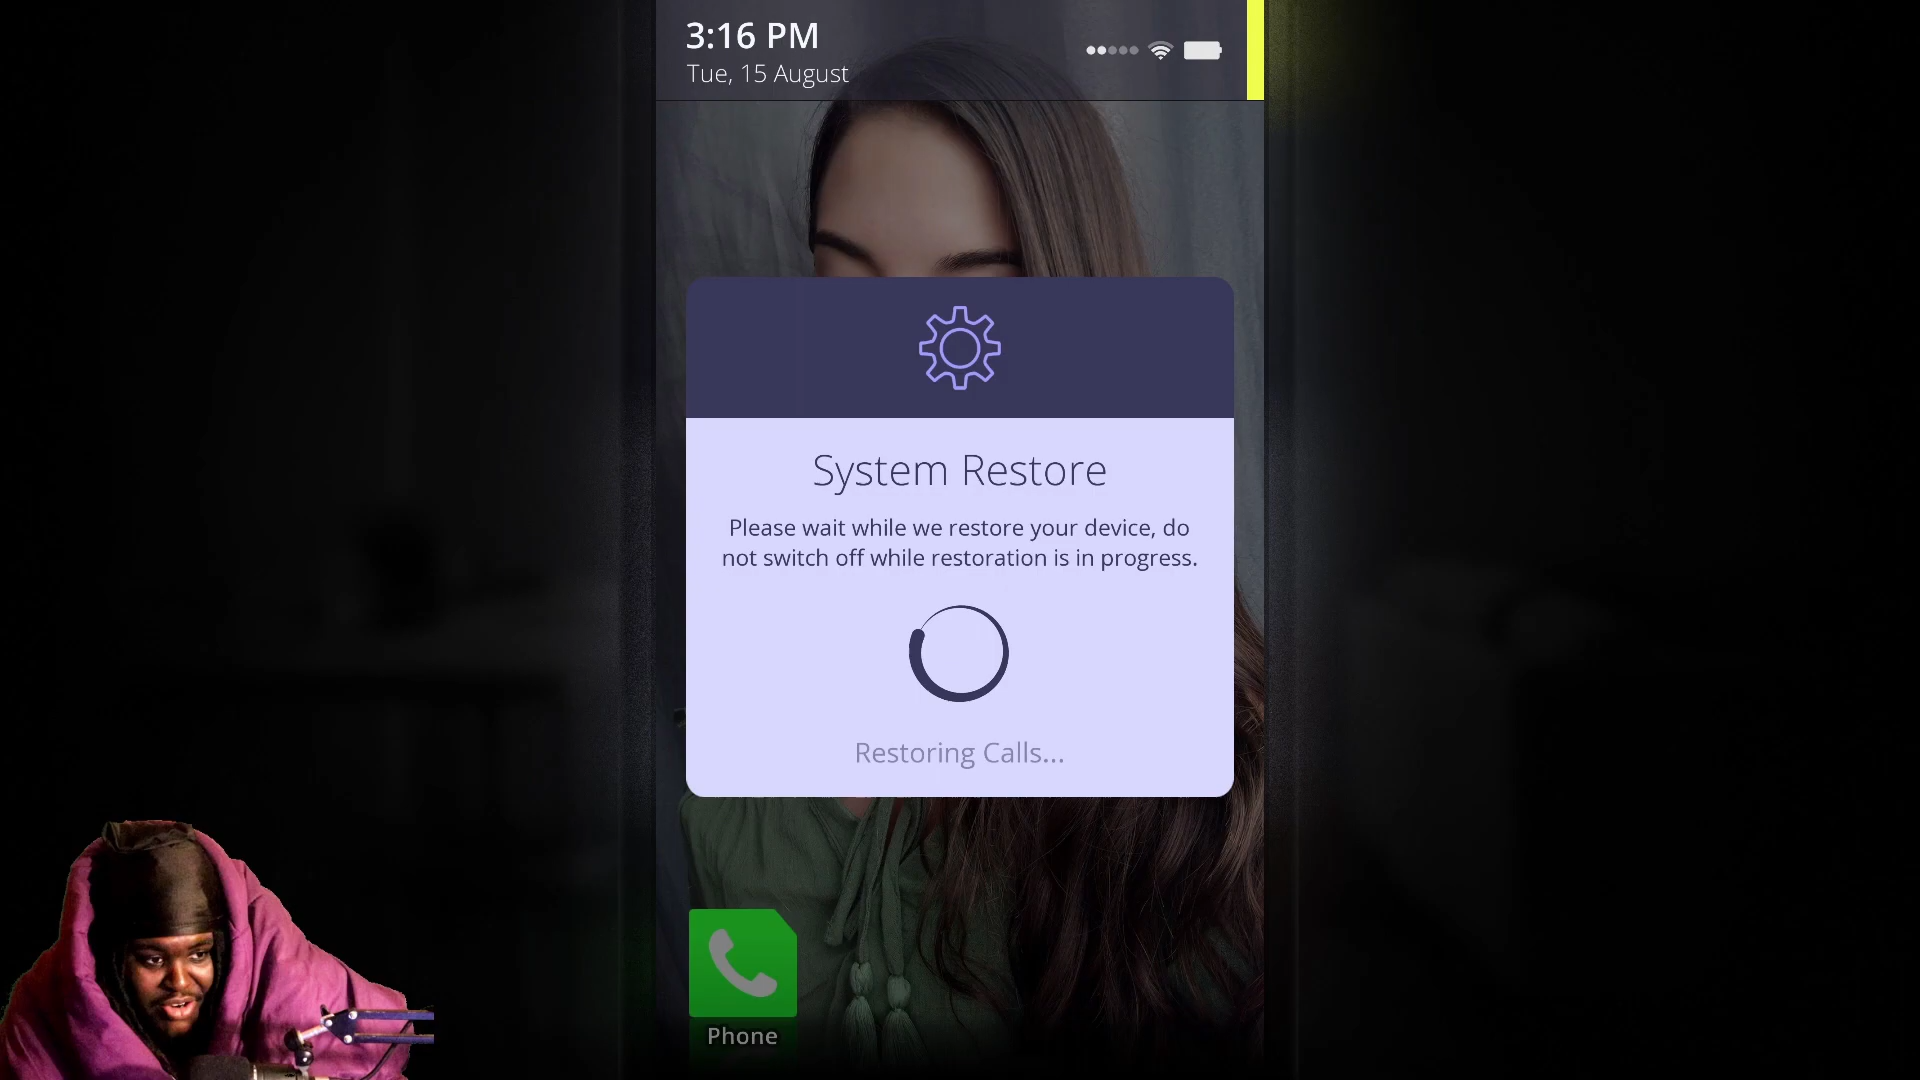 3:16 PM
Tue, 15 August
System Restore
Please wait while we restore your device, do
not switch off while restoration is in progress.
Restoring Calls...
Phone